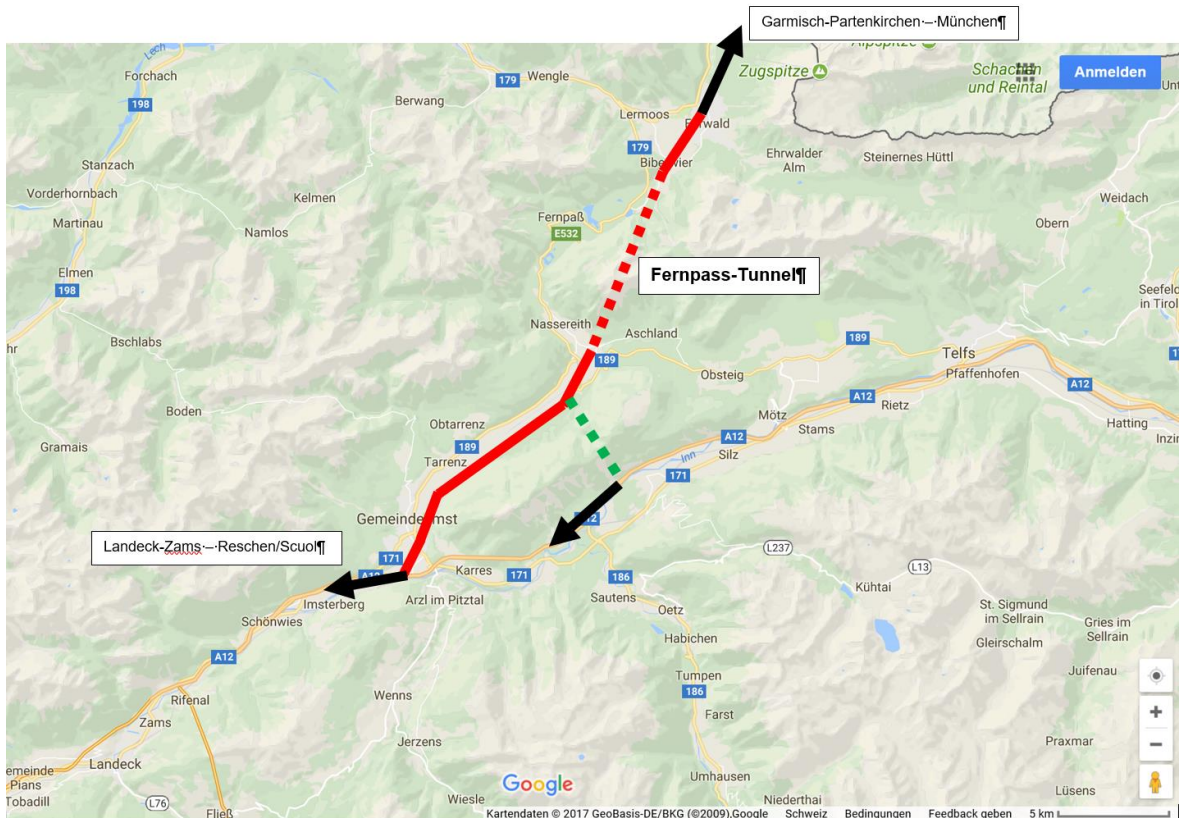 Garmisch-Partenkirchen·–·München¶
Lech
Alpspitze
Forchach
179
Wengle
Zugspitze
Schachen
und Reintal
Anmelden
198
Berwang
Lermoos
Ehrwald
179
Biberwier
Ehrwalder
Alm
Steinernes Hüttl
Stanzach
Vorderhornbach
Martinau
Kelmen
Weidach
Namlos
Fernpaß
E532
Obern
Elmen
198
Fernpass-Tunnel¶
Seefeld
in Tirol
Nassereith
Aschland
189
Bschlabs
189
Telfs
Obsteig
Pfaffenhofen
A12
Boden
A12
Rietz
Gramais
Obtarrenz
Mötz
Stams
Hatting
189
Tarrenz
A12
Inn
Silz
171
Landeck-Zams·–·Reschen/Scuol¶
171
Karres
171
L237
L13
Imsterberg
Arzl im Pitztal
186
Sautens
Oetz
Kühtai
Schönwies
St. Sigmund
im Sellrain
Gries im
Sellrain
Gleirschalm
Habichen
A12
Juifenau
Tumpen
Rifenal
Wenns
186
Zams
Farst
Jerzens
Praxmar
Landeck
Umhausen
Google
L76
Wiesle
Niederthai
Lüsens
Fließ
Kartendaten © 2017 GeoBasis-DE/BKG (©2009),Google Schweiz Bedingungen Feedback geben 5 km